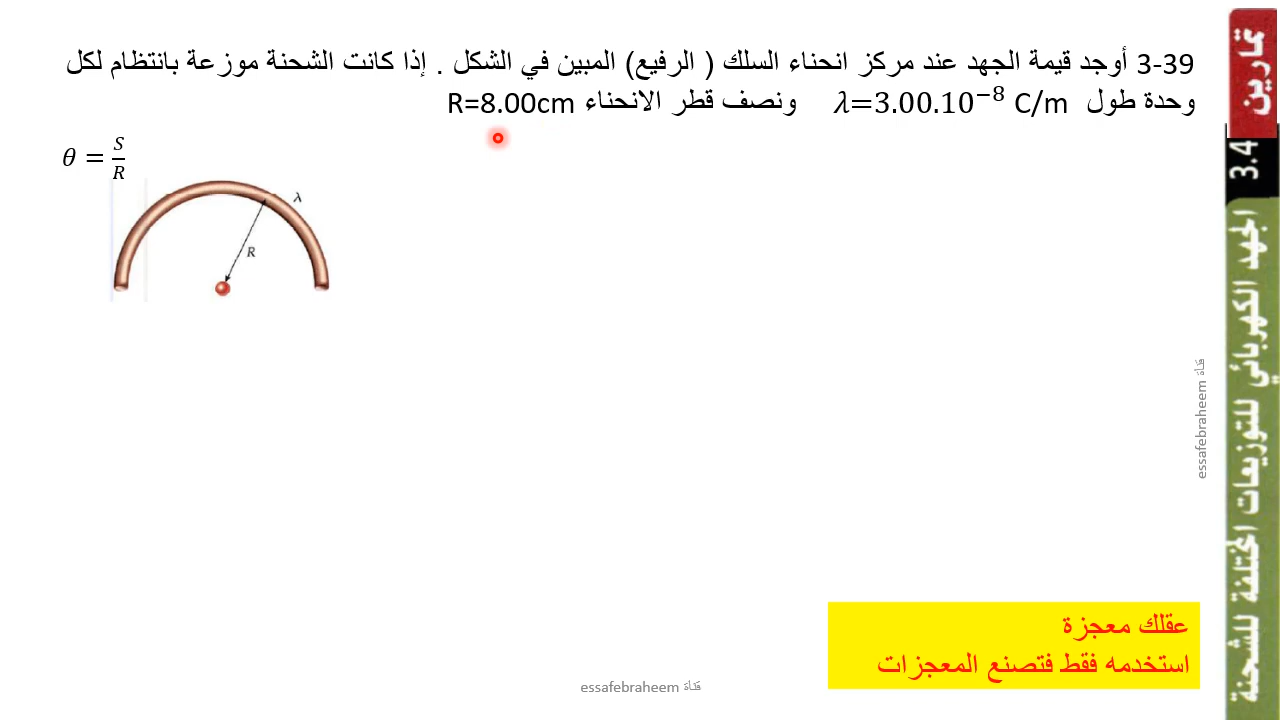 3-39 أوجد قيمة الجهد عند مركز انحناء السلك ( الرفيع) المبين في الشكل . إذا كانت الشحنة موزعة بانتظام لكل
وحدة طول λ=3.00.10⁻⁸ C/m ونصف قطر الانحناء R=8.00cm
θ = S/R
λ
R
تمارين
3.4
الجهد الكهربائي للتوزيعات المختلفة للشحنة
قناة essafebraheem
عقلك معجزة
استخدمه فقط فتصنع المعجزات
قناة essafebraheem